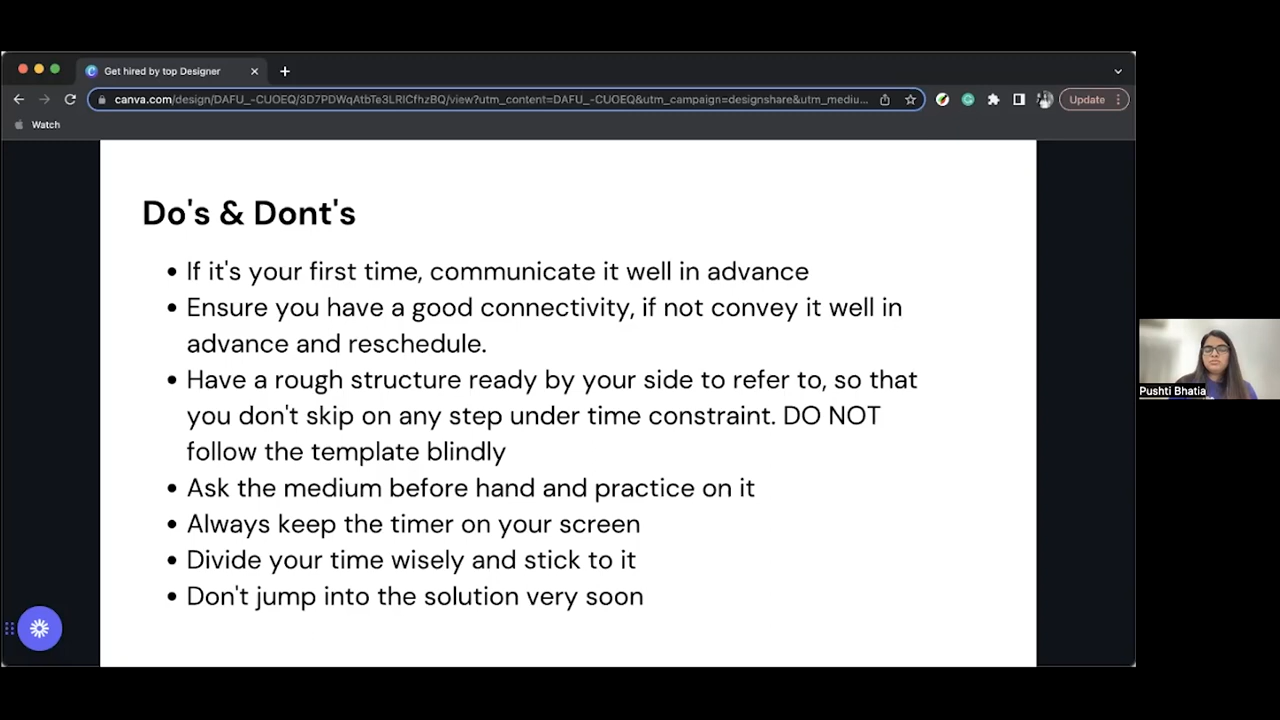 Get hired by top Designer
canva.com/design/DAFU_-CUOEQ/3D7PDWqAtbTe3LRICfhzBQ/view?utm_content=DAFU_-CUOEQ&utm_campaign=designshare&utm_mediu...
Update
Watch
Do's & Dont's
• If it's your first time, communicate it well in advance
• Ensure you have a good connectivity, if not convey it well in
advance and reschedule.
• Have a rough structure ready by your side to refer to, so that
you don't skip on any step under time constraint. DO NOT
follow the template blindly
• Ask the medium before hand and practice on it
• Always keep the timer on your screen
• Divide your time wisely and stick to it
• Don't jump into the solution very soon
Pushti Bhatia